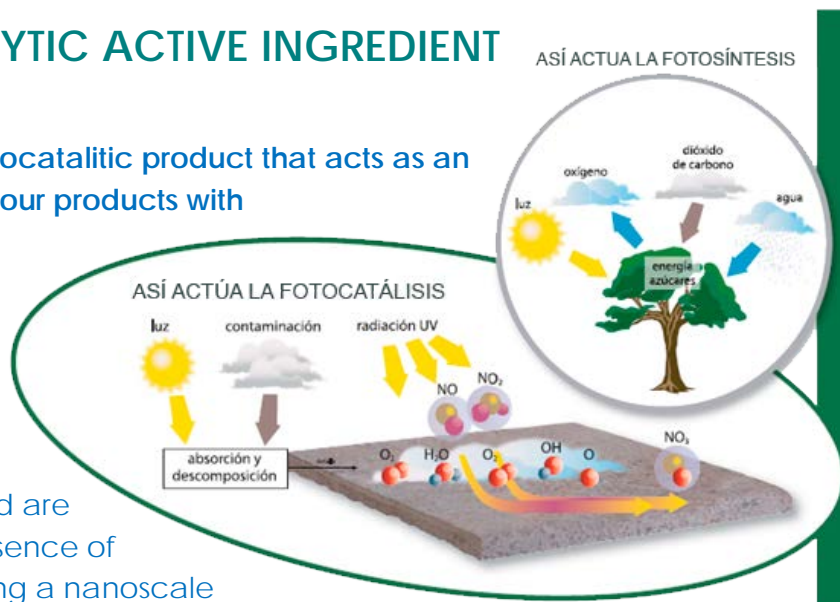 YTIC ACTIVE INGREDIENT
ASÍ ACTUA LA FOTOSÍNTESIS
ocatalitic product that acts as an
our products with
dióxido
de carbono
oxígeno
agua
luz
energía
azúcares
ASÍ ACTÚA LA FOTOCATÁLISIS
luz
contaminación
radiación UV
NO
NO₂
absorción y
descomposición
O₂
H₂O
O₂
OH
O
NO₃
d are
sence of
ng a nanoscale